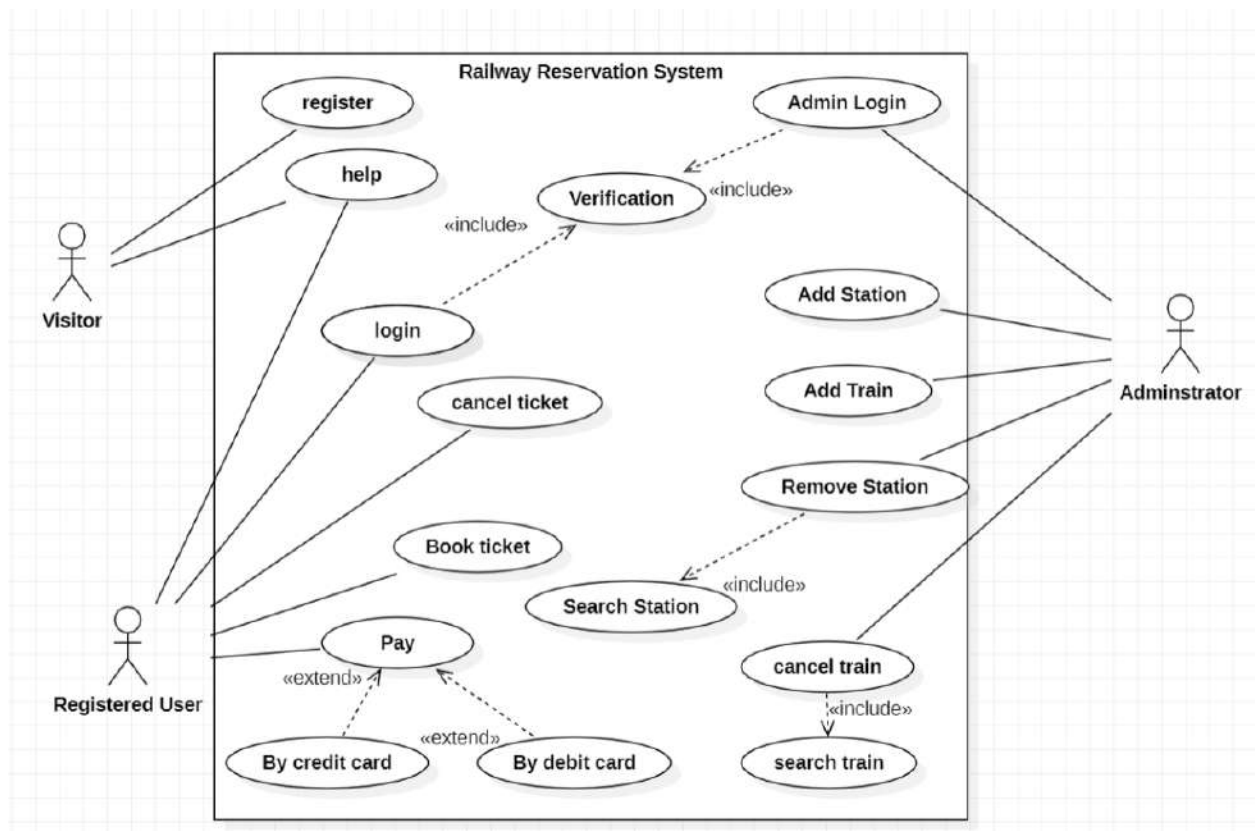 Railway Reservation System
register
Admin Login
help
Verification
«include»
«include»
Visitor
login
Add Station
Add Train
Adminstrator
cancel ticket
Remove Station
Book ticket
«include»
Search Station
Pay
cancel train
«extend»
Registered User
«include»
«extend»
By credit card
By debit card
search train